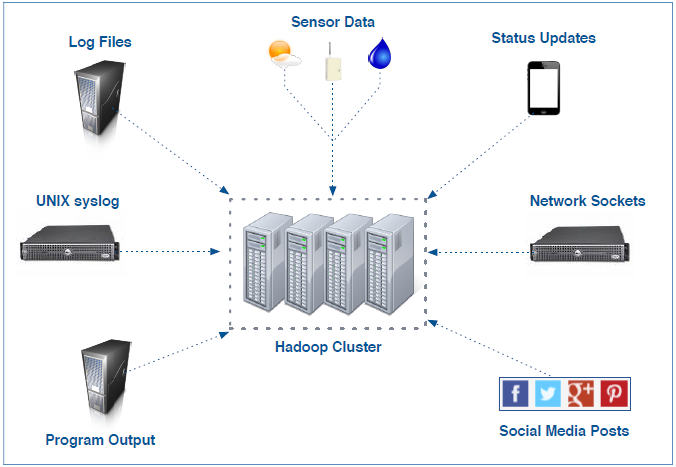 Sensor Data
Log Files
Status Updates
UNIX syslog
Network Sockets
Hadoop Cluster
Program Output
Social Media Posts